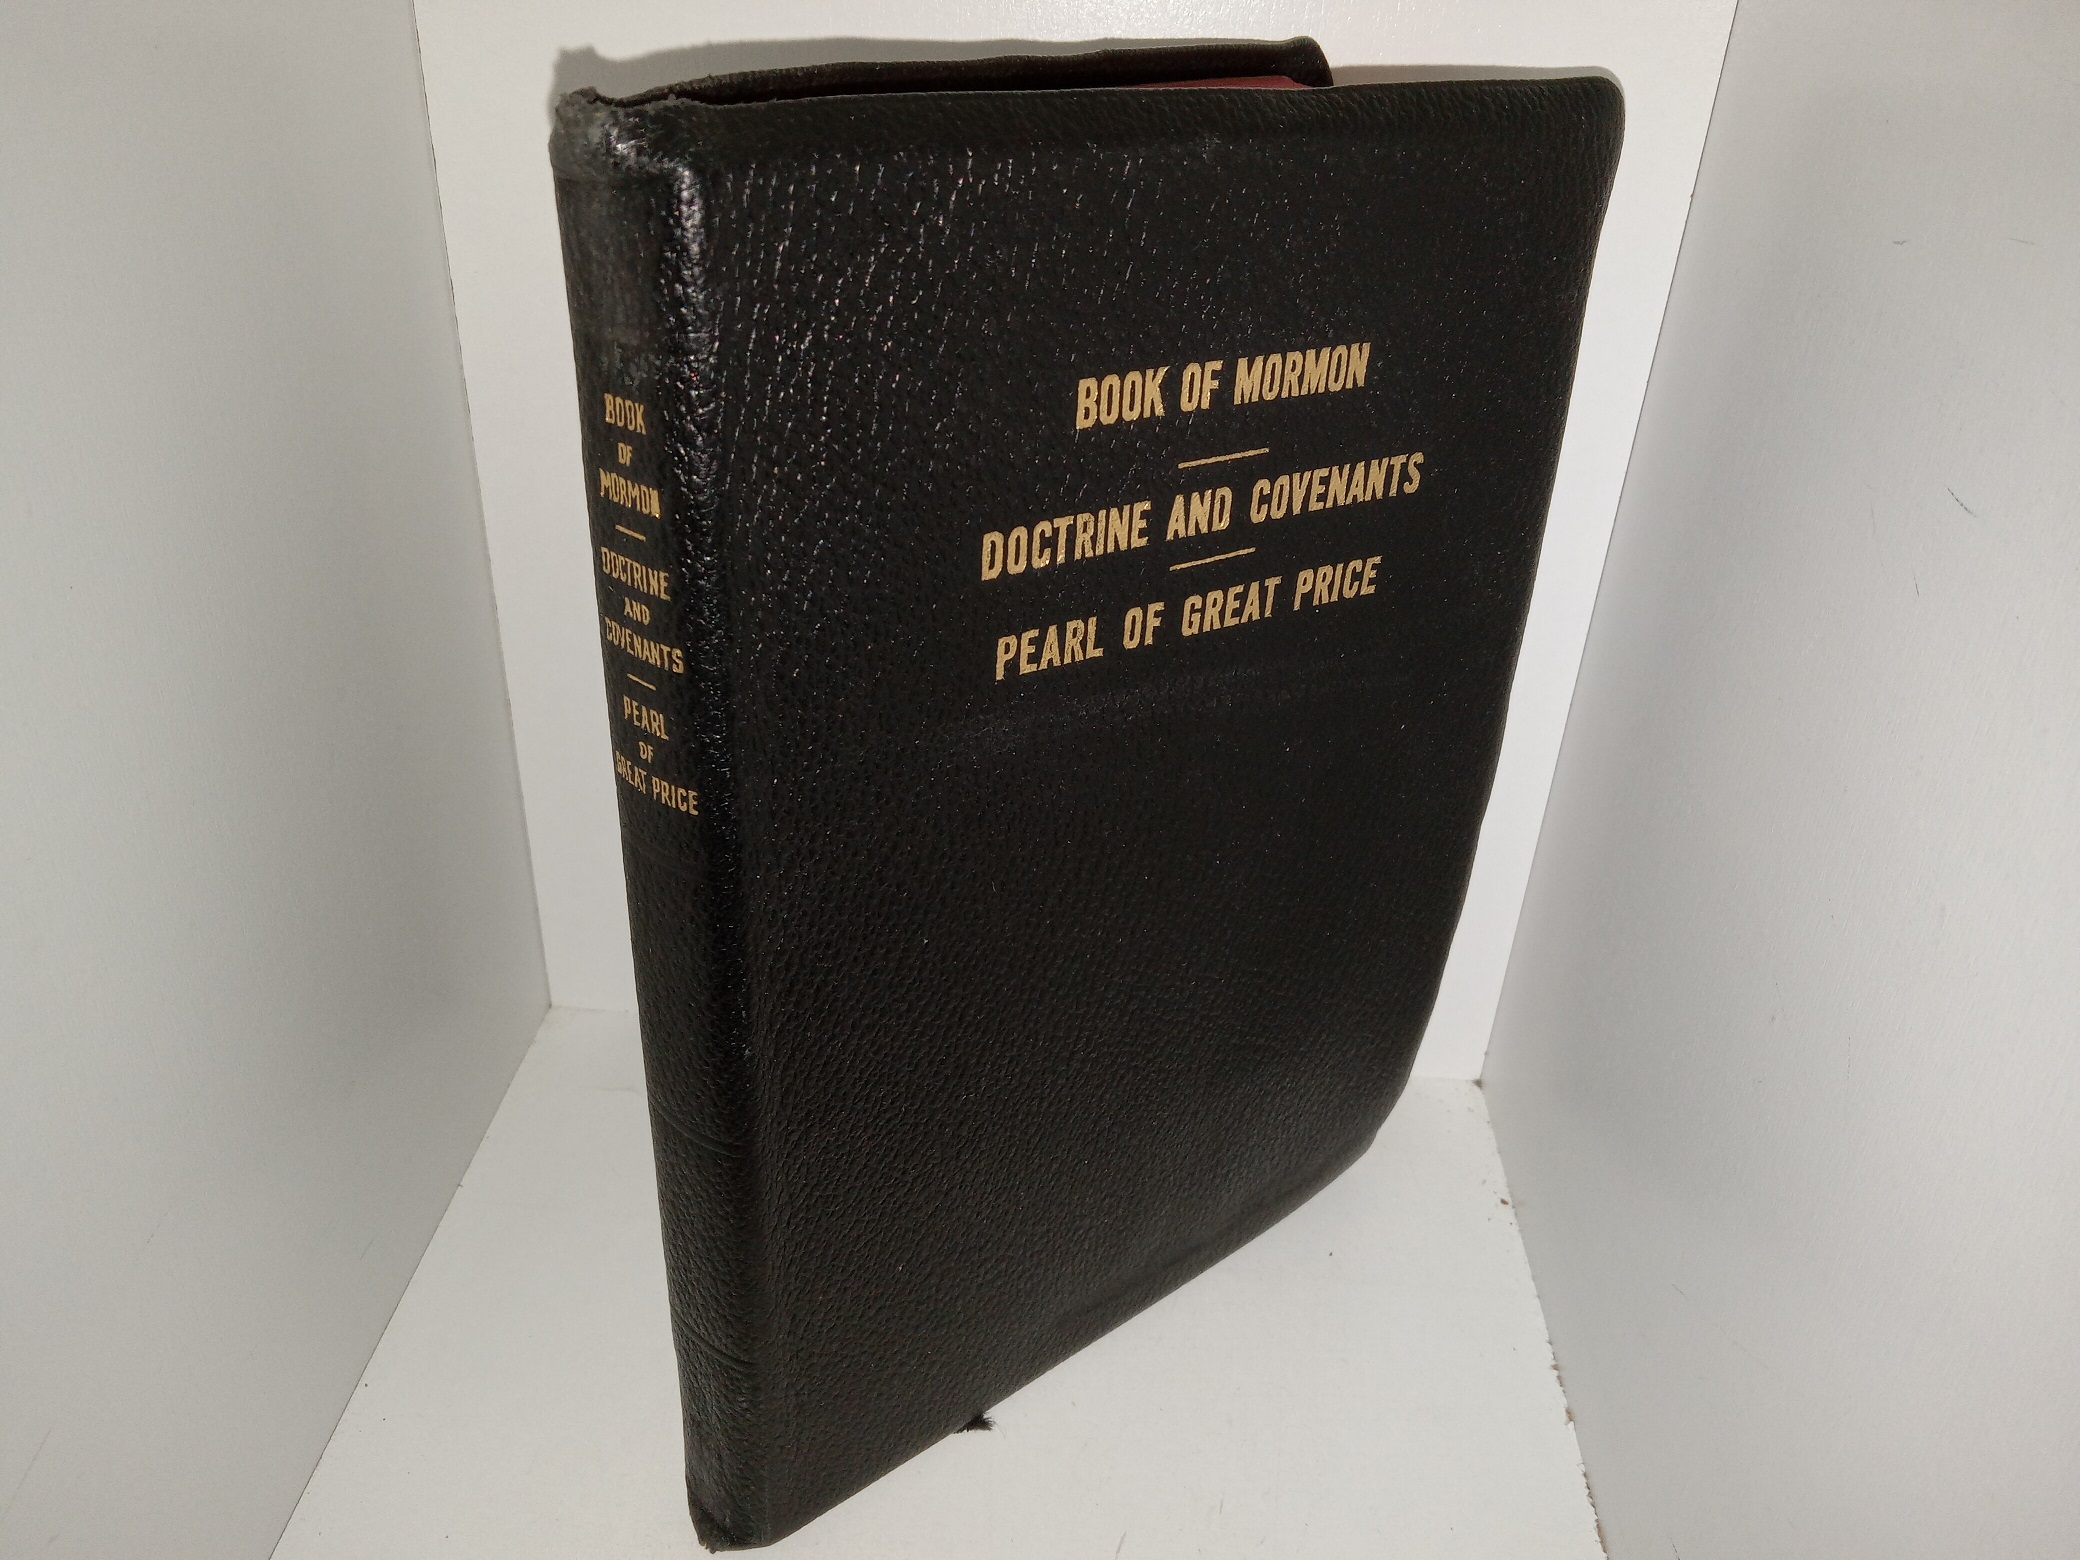 BOOK
OF
MORMON
DOCTRINE
AND
COVENANTS
PEARL
OF
GREAT PRICE
BOOK OF MORMON
DOCTRINE AND COVENANTS
PEARL OF GREAT PRICE